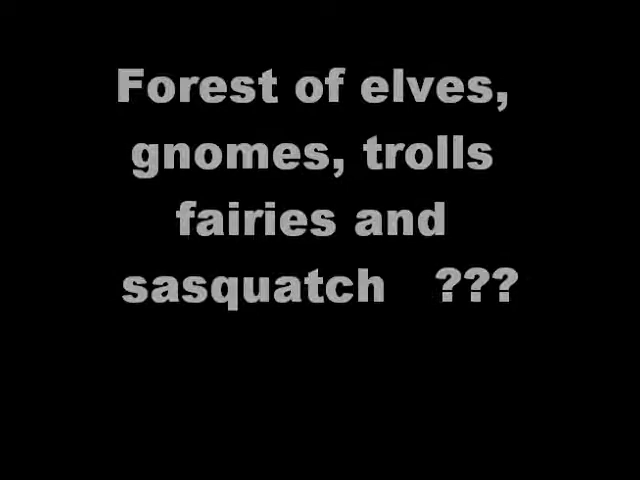 Forest of elves,
gnomes, trolls
fairies and
sasquatch ???